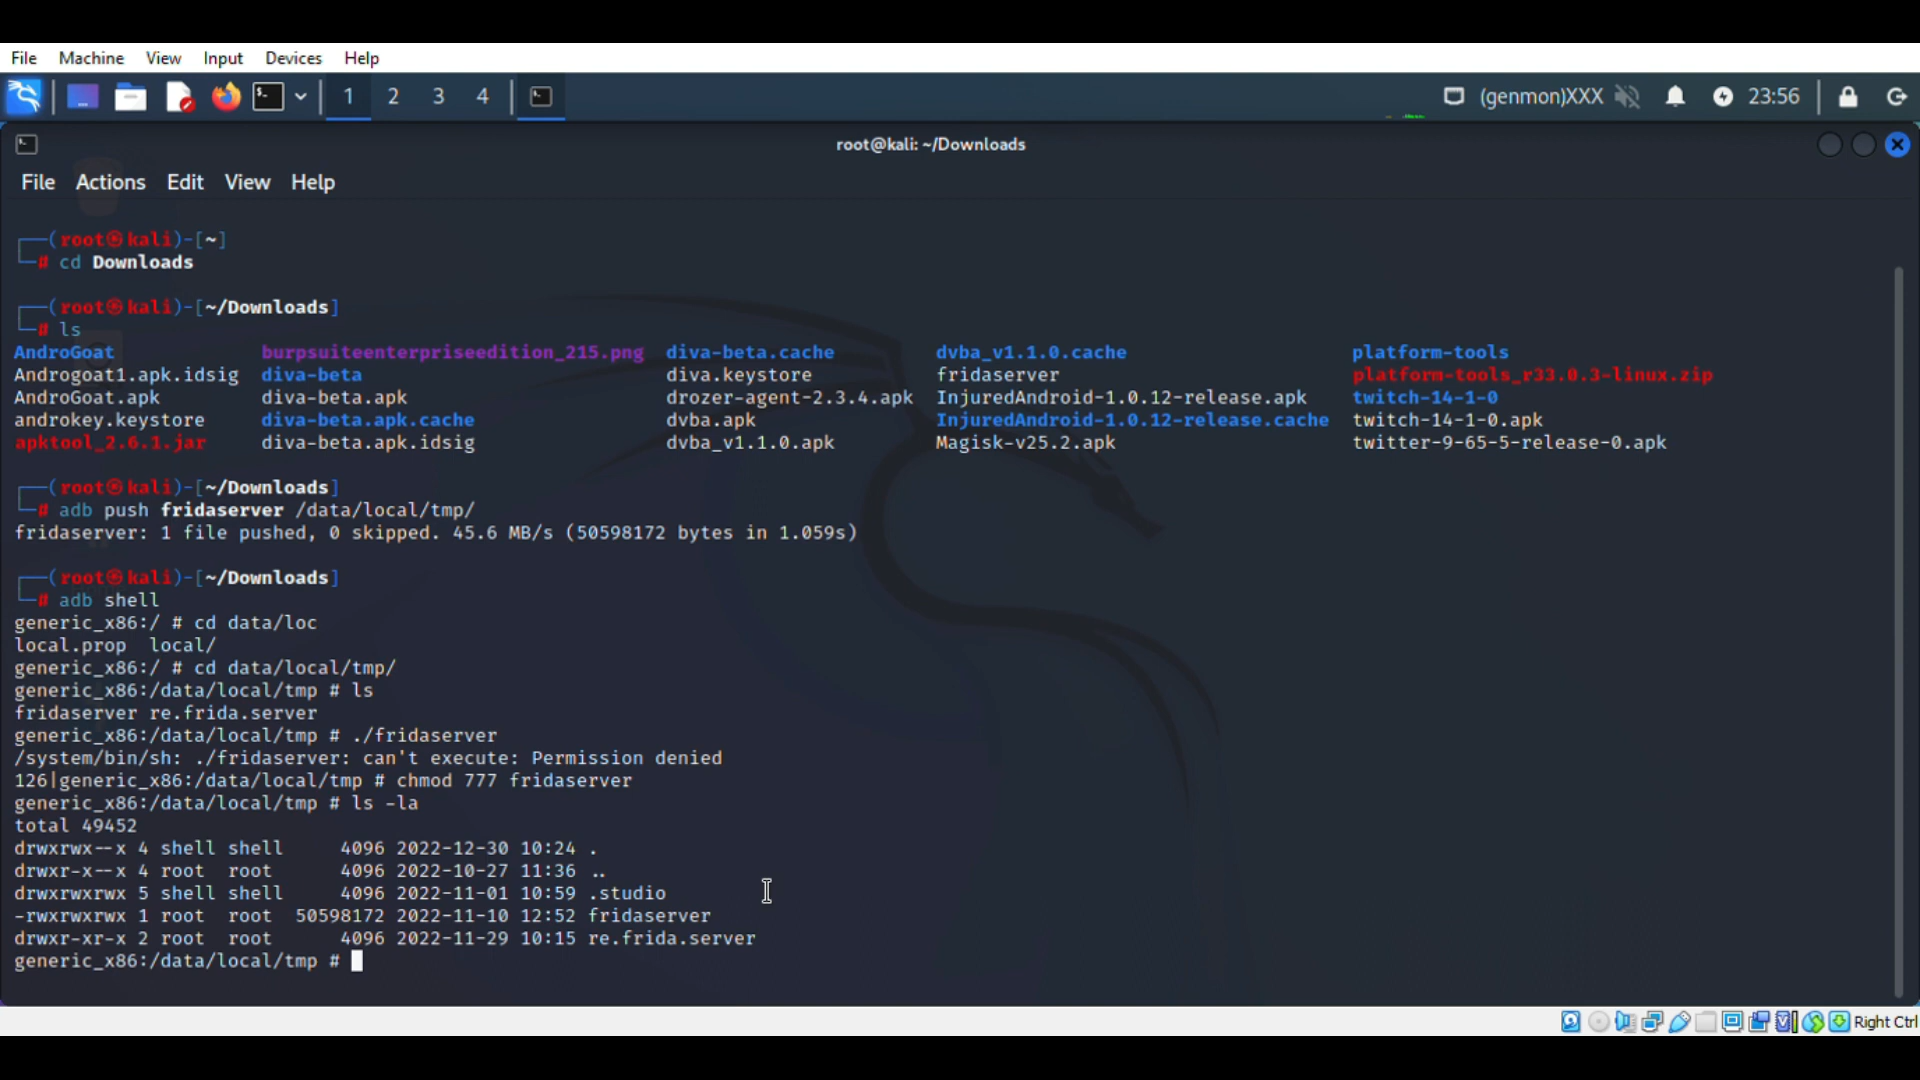 File Machine View Input Devices Help
1 2 3 4 (genmon)XXX 23:56
root@kali: ~/Downloads
File Actions Edit View Help
┌──(root㉿kali)-[~]
└─# cd Downloads
┌──(root㉿kali)-[~/Downloads]
└─# ls
AndroGoat burpsuiteenterpriseedition_215.png diva-beta.cache dvba_v1.1.0.cache platform-tools
Androgoat1.apk.idsig diva-beta diva.keystore fridaserver platform-tools_r33.0.3-linux.zip
AndroGoat.apk diva-beta.apk drozer-agent-2.3.4.apk InjuredAndroid-1.0.12-release.apk twitch-14-1-0
androkey.keystore diva-beta.apk.cache dvba.apk InjuredAndroid-1.0.12-release.cache twitch-14-1-0.apk
apktool_2.6.1.jar diva-beta.apk.idsig dvba_v1.1.0.apk Magisk-v25.2.apk twitter-9-65-5-release-0.apk
┌──(root㉿kali)-[~/Downloads]
└─# adb push fridaserver /data/local/tmp/
fridaserver: 1 file pushed, 0 skipped. 45.6 MB/s (50598172 bytes in 1.059s)
┌──(root㉿kali)-[~/Downloads]
└─# adb shell
generic_x86:/ # cd data/loc
local.prop local/
generic_x86:/ # cd data/local/tmp/
generic_x86:/data/local/tmp # ls
fridaserver re.frida.server
generic_x86:/data/local/tmp # ./fridaserver
/system/bin/sh: ./fridaserver: can't execute: Permission denied
126|generic_x86:/data/local/tmp # chmod 777 fridaserver
generic_x86:/data/local/tmp # ls -la
total 49452
drwxrwx--x 4 shell shell 4096 2022-12-30 10:24 .
drwxr-x--x 4 root root 4096 2022-10-27 11:36 ..
drwxrwxrwx 5 shell shell 4096 2022-11-01 10:59 .studio
-rwxrwxrwx 1 root root 50598172 2022-11-10 12:52 fridaserver
drwxr-xr-x 2 root root 4096 2022-11-29 10:15 re.frida.server
generic_x86:/data/local/tmp #
Right Ctrl